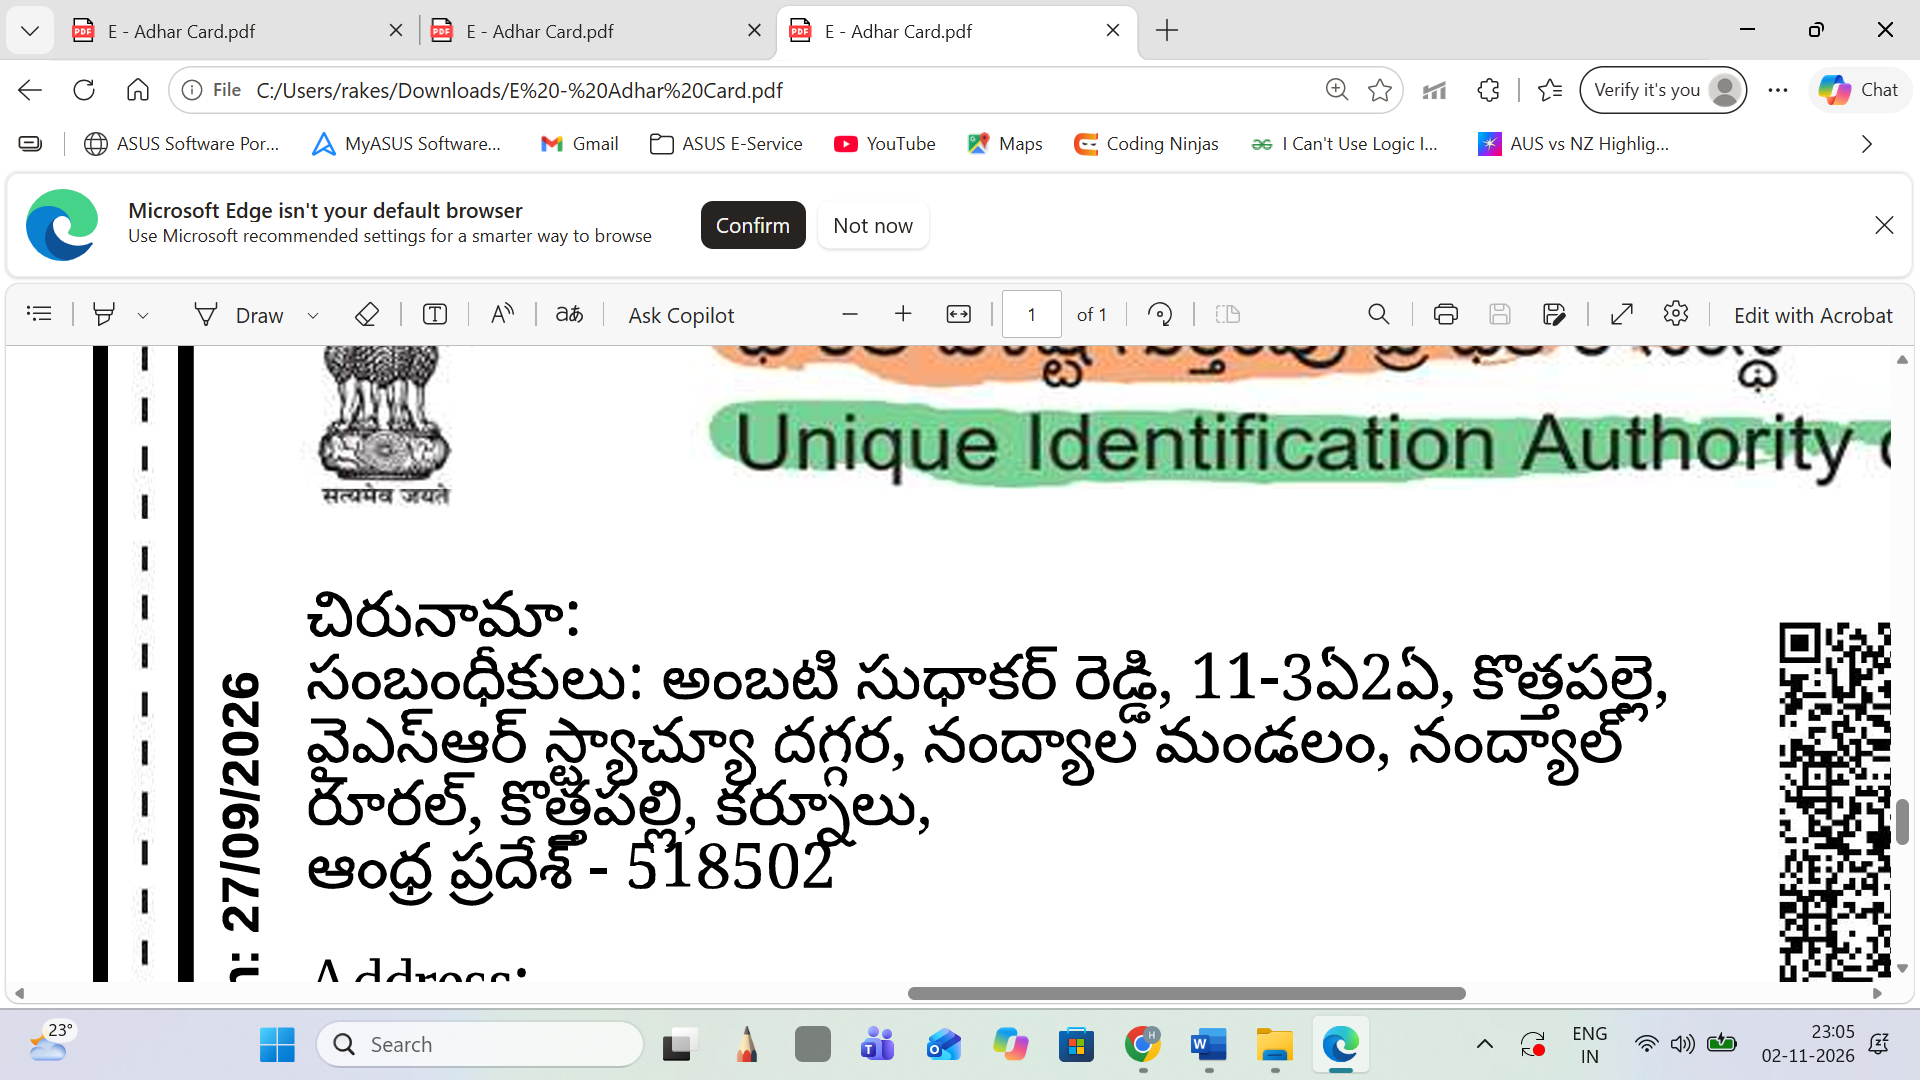 E - Adhar Card.pdf
E - Adhar Card.pdf
E - Adhar Card.pdf
File C:/Users/rakes/Downloads/E%20-%20Adhar%20Card.pdf
Verify it's you
Chat
ASUS Software Por...
MyASUS Software...
Gmail
ASUS E-Service
YouTube
Maps
Coding Ninjas
I Can't Use Logic I...
AUS vs NZ Highlig...
Microsoft Edge isn't your default browser
Use Microsoft recommended settings for a smarter way to browse
Confirm
Not now
Draw
Ask Copilot
1 of 1
Edit with Acrobat
Unique Identification Authority
सत्यमेव जयते
చిరునామా:
సంబంధీకులు: అంబటి సుధాకర్ రెడ్డి, 11-3ఏ2ఏ, కొత్తపల్లె,
వైఎస్ఆర్ స్ట్యాచ్యూ దగ్గర, నంద్యాల మండలం, నంద్యాల్
రూరల్, కొత్తపల్లి, కర్నూలు,
ఆంధ్ర ప్రదేశ్ - 518502
27/09/2026
Address:
23°
Search
ENG
IN
23:05
02-11-2026